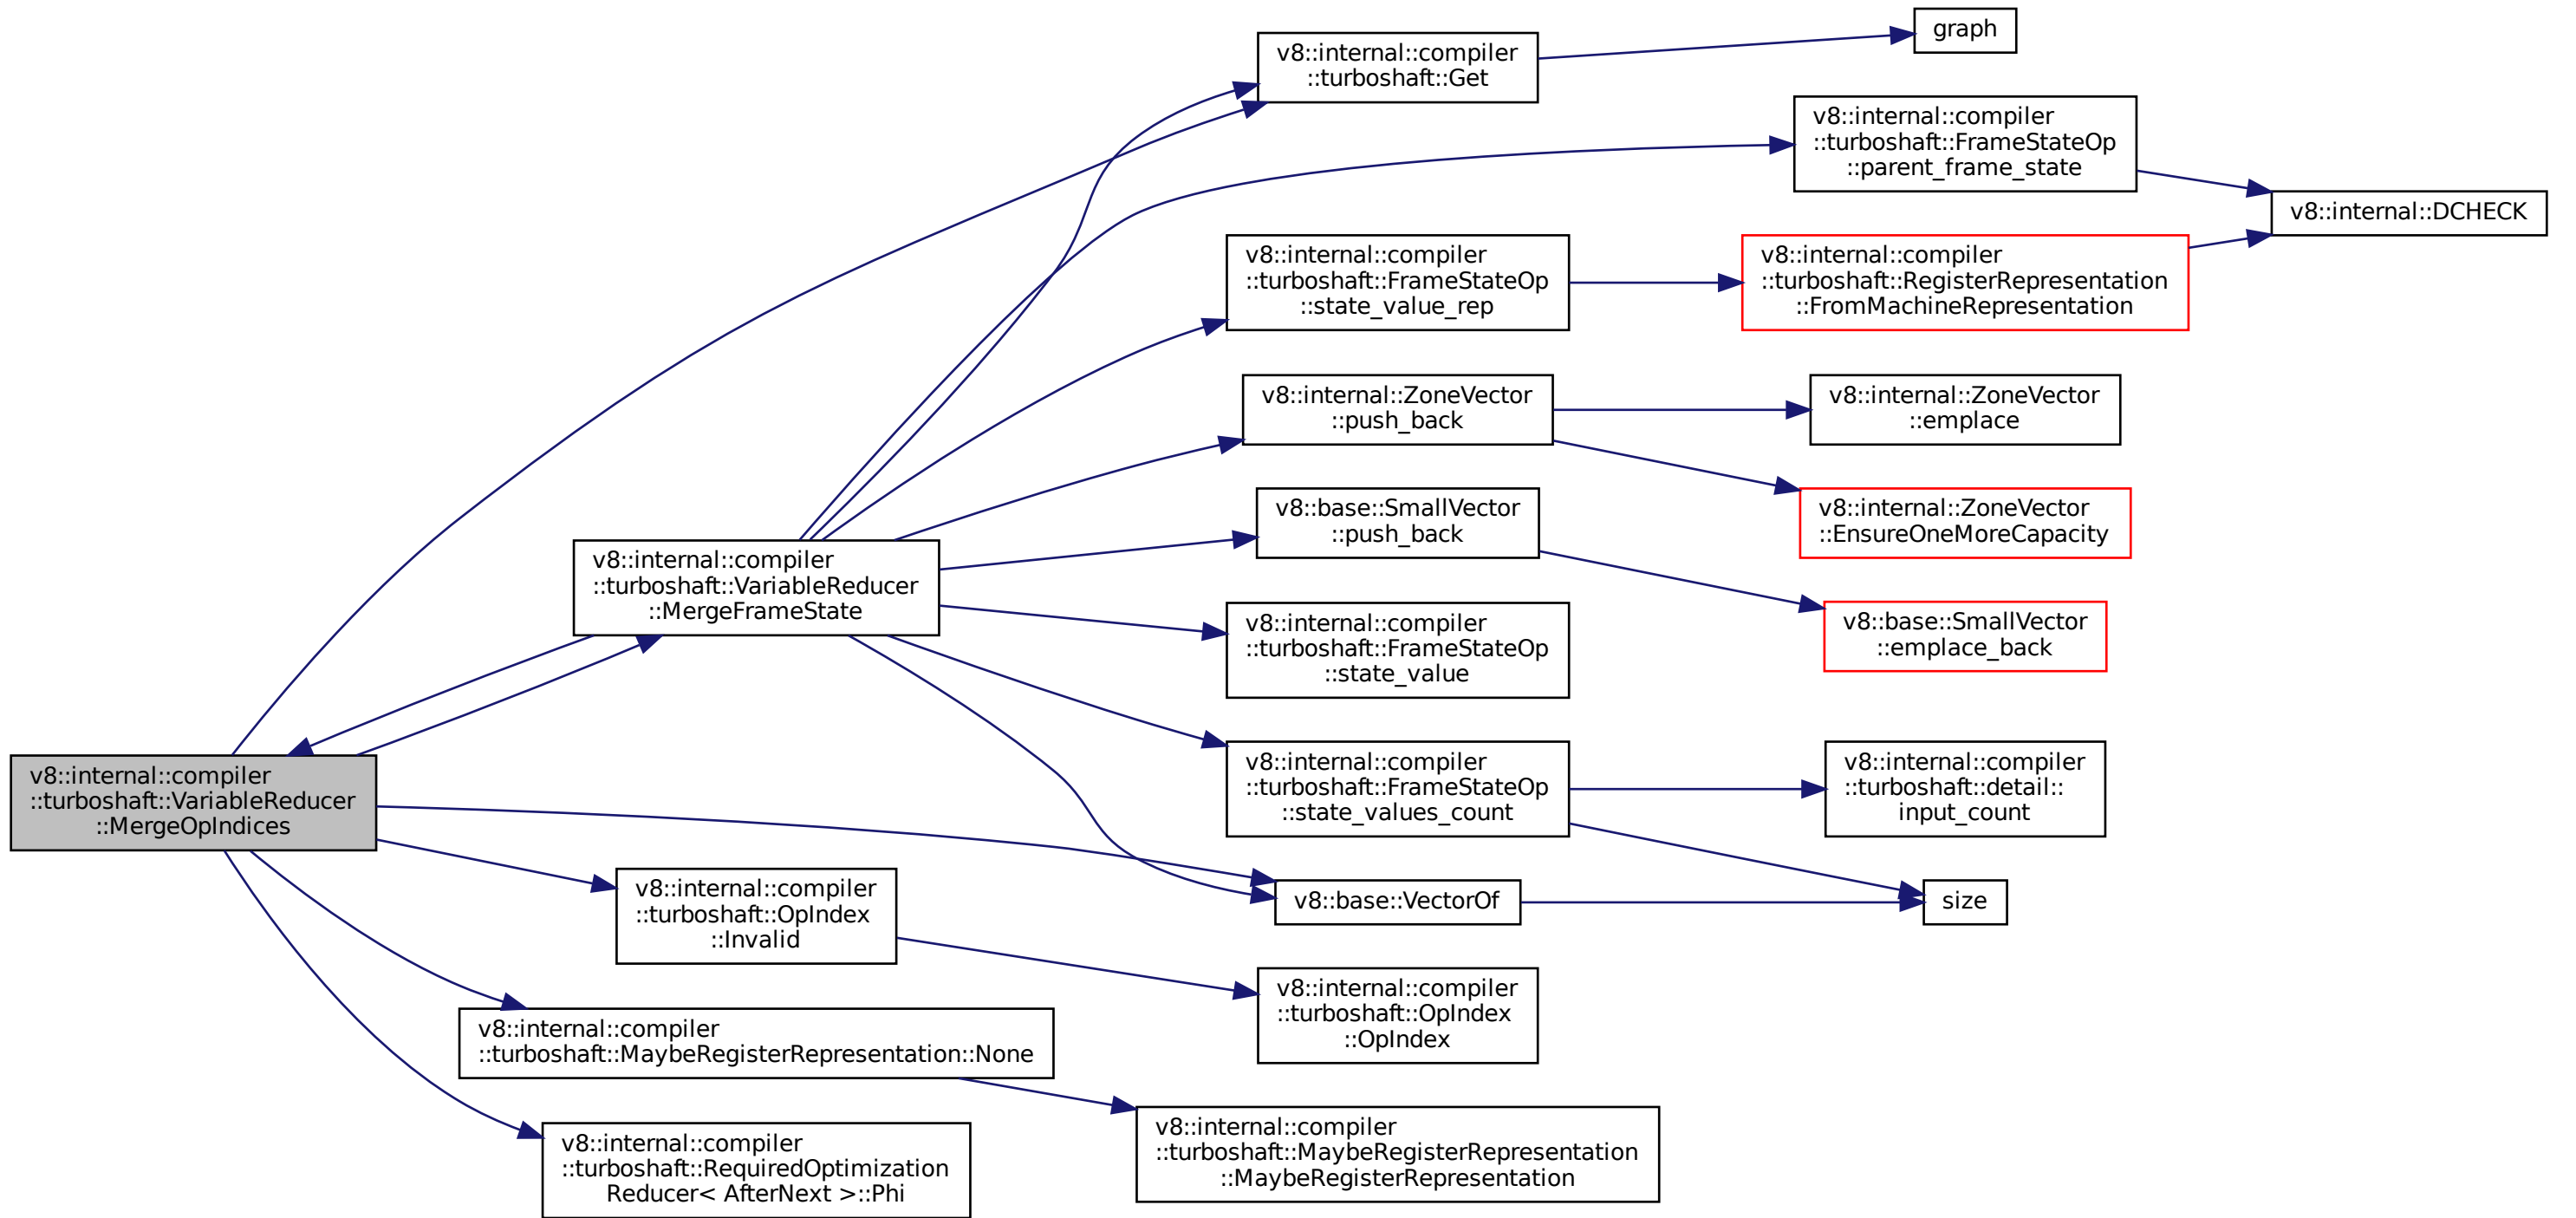 v8::internal::compiler
::turboshaft::VariableReducer
::MergeOpIndices
v8::internal::compiler
::turboshaft::VariableReducer
::MergeFrameState
v8::internal::compiler
::turboshaft::OpIndex
::Invalid
v8::internal::compiler
::turboshaft::MaybeRegisterRepresentation::None
v8::internal::compiler
::turboshaft::RequiredOptimization
Reducer< AfterNext >::Phi
v8::internal::compiler
::turboshaft::Get
v8::internal::compiler
::turboshaft::FrameStateOp
::state_value_rep
v8::internal::ZoneVector
::push_back
v8::base::SmallVector
::push_back
v8::internal::compiler
::turboshaft::FrameStateOp
::state_value
v8::internal::compiler
::turboshaft::FrameStateOp
::state_values_count
v8::base::VectorOf
v8::internal::compiler
::turboshaft::OpIndex
::OpIndex
v8::internal::compiler
::turboshaft::MaybeRegisterRepresentation
::MaybeRegisterRepresentation
graph
v8::internal::compiler
::turboshaft::FrameStateOp
::parent_frame_state
v8::internal::compiler
::turboshaft::RegisterRepresentation
::FromMachineRepresentation
v8::internal::ZoneVector
::emplace
v8::internal::ZoneVector
::EnsureOneMoreCapacity
v8::base::SmallVector
::emplace_back
v8::internal::compiler
::turboshaft::detail::
input_count
size
v8::internal::DCHECK